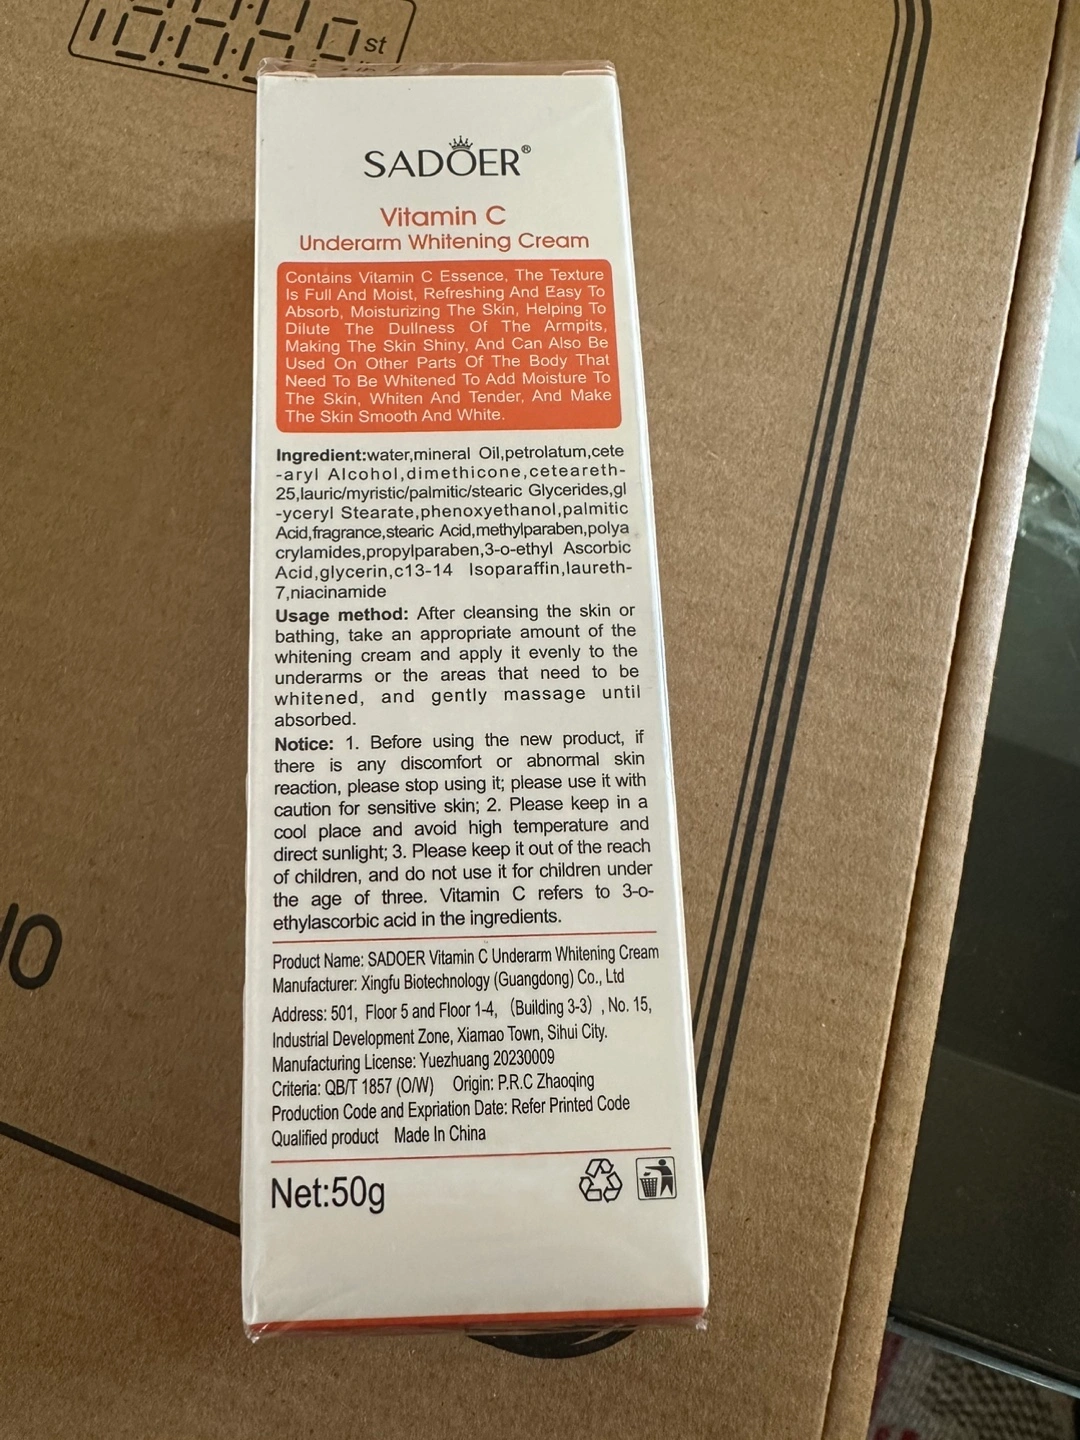 st
SADOER®
Vitamin C
Underarm Whitening Cream
Contains Vitamin C Essence, The Texture
Is Full And Moist, Refreshing And Easy To
Absorb, Moisturizing The Skin, Helping To
Dilute The Dullness Of The Armpits,
Making The Skin Shiny, And Can Also Be
Used On Other Parts Of The Body That
Need To Be Whitened To Add Moisture To
The Skin, Whiten And Tender, And Make
The Skin Smooth And White.
Ingredient:water,mineral Oil,petrolatum,cete
-aryl Alcohol,dimethicone,ceteareth-
25,lauric/myristic/palmitic/stearic Glycerides,gl
-yceryl Stearate,phenoxyethanol,palmitic
Acid,fragrance,stearic Acid,methylparaben,polya
crylamides,propylparaben,3-o-ethyl Ascorbic
Acid,glycerin,c13-14 Isoparaffin,laureth-
7,niacinamide
Usage method: After cleansing the skin or
bathing, take an appropriate amount of the
whitening cream and apply it evenly to the
underarms or the areas that need to be
whitened, and gently massage until
absorbed.
Notice: 1. Before using the new product, if
there is any discomfort or abnormal skin
reaction, please stop using it; please use it with
caution for sensitive skin; 2. Please keep in a
cool place and avoid high temperature and
direct sunlight; 3. Please keep it out of the reach
of children, and do not use it for children under
the age of three. Vitamin C refers to 3-o-
ethylascorbic acid in the ingredients.
Product Name: SADOER Vitamin C Underarm Whitening Cream
Manufacturer: Xingfu Biotechnology (Guangdong) Co., Ltd
Address: 501, Floor 5 and Floor 1-4, (Building 3-3) , No. 15,
Industrial Development Zone, Xiamao Town, Sihui City.
Manufacturing License: Yuezhuang 20230009
Criteria: QB/T 1857 (O/W) Origin: P.R.C Zhaoqing
Production Code and Expriation Date: Refer Printed Code
Qualified product Made In China
Net:50g